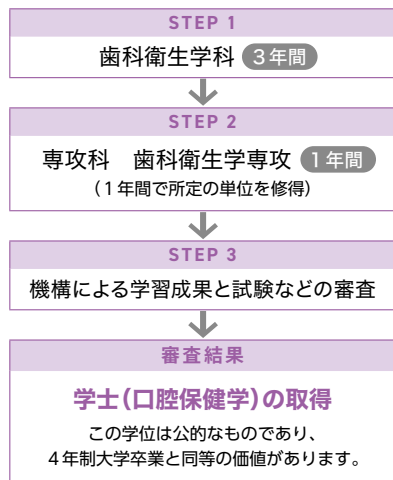 STEP 1
歯科衛生学科 3年間
STEP 2
専攻科　歯科衛生学専攻 1年間
（1年間で所定の単位を修得）
STEP 3
機構による学習成果と試験などの審査
審査結果
学士（口腔保健学）の取得
この学位は公的なものであり、
4年制大学卒業と同等の価値があります。